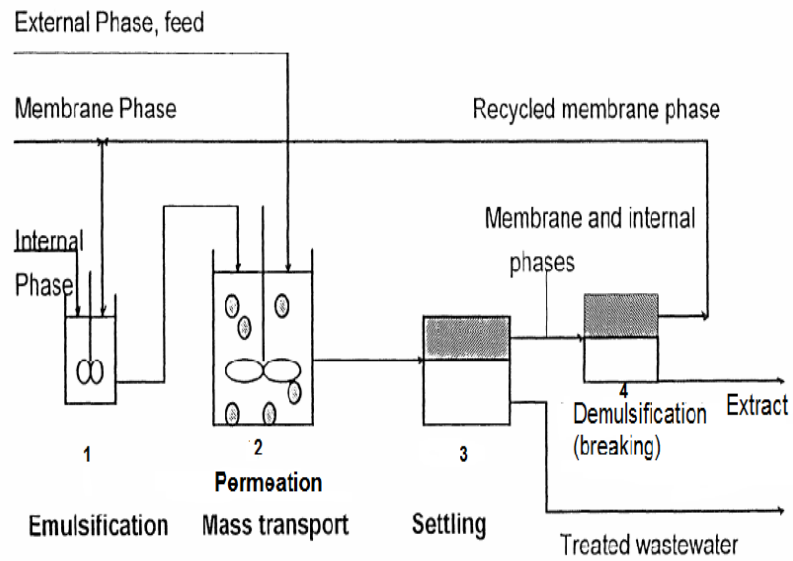 External Phase, feed
Membrane Phase
Recycled membrane phase
Internal
Phase
Membrane and internal
phases
1
2
3
4
Permeation
Emulsification
Mass transport
Settling
Demulsification
(breaking)
Extract
Treated wastewater